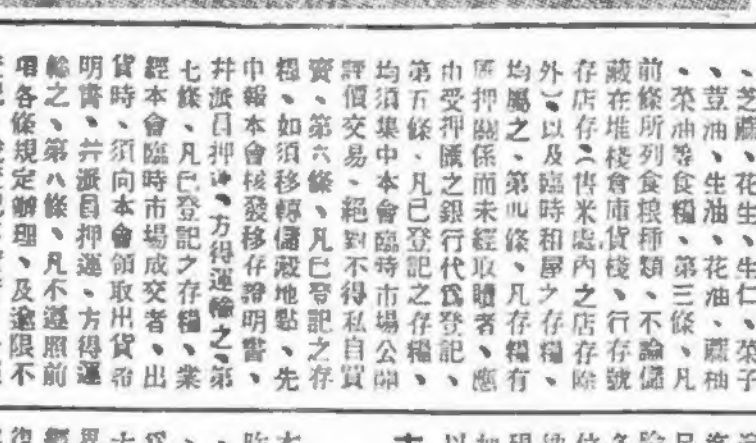 、芝蔴、花生、生仁、菜子
、荳油、生油、花油、蔴油
、菜油等食糧、第三條、凡
前條所列食粮種類、不論儲
藏在堆棧倉庫貨棧、行存號
存店存（售米處內之店存除
外）、以及臨時和屋之存糧、
均屬之、第四條、凡存糧有
匯押關係而未經取贖者、應
由受押匯之銀行代爲登記、
第五條、凡已登記之存糧、
均須集中本會臨時市場公開
評價交易、絕對不得私自買
賣、第六條、凡已登記之存
糧、如須移轉儲藏地點、先
申報本會核發移存證明書、
幷派員押運、方得運輸之、第
七條、凡已登記之存糧、業
經本會臨時市場成交者、出
貨時、須向本會領取出貨
明書、幷派員押運、方得運
輸之、第八條、凡不遵照前
項各條規定辦理、及逾限不